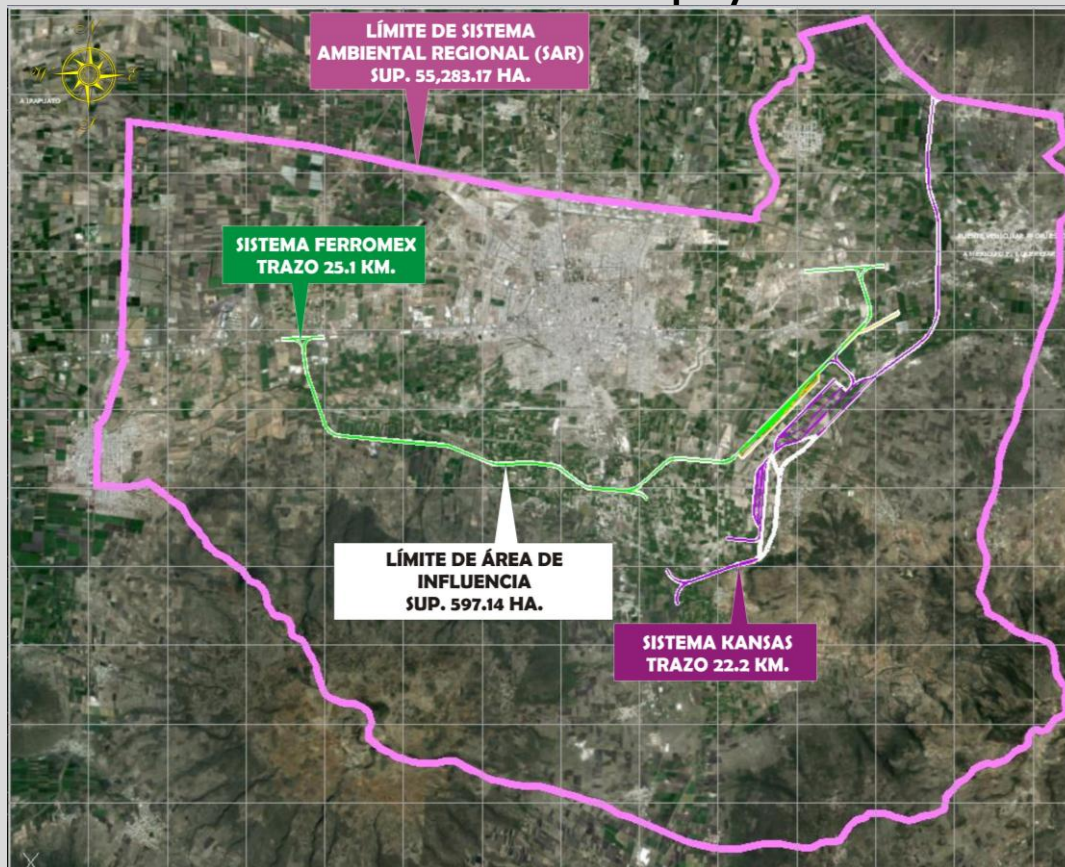 LÍMITE DE SISTEMA
AMBIENTAL REGIONAL (SAR)
SUP. 55,283.17 HA.
A IRAPUATO
SISTEMA FERROMEX
TRAZO 25.1 KM.
LÍMITE DE ÁREA DE
INFLUENCIA
SUP. 597.14 HA.
SISTEMA KANSAS
TRAZO 22.2 KM.